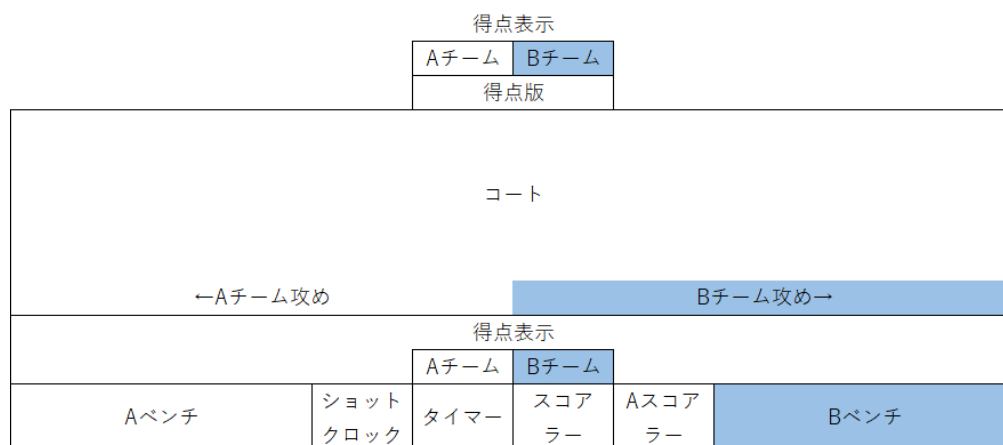 得点表示
Aチーム Bチーム
得点版
コート
←Aチーム攻め Bチーム攻め→
得点表示
Aチーム Bチーム
Aベンチ ショット クロック タイマー スコア ラー Aスコア ラー Bベンチ